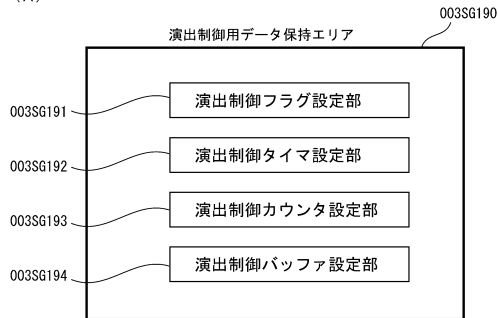 003SG190
演出制御用データ保持エリア
003SG191
演出制御フラグ設定部
003SG192
演出制御タイマ設定部
003SG193
演出制御カウンタ設定部
003SG194
演出制御バッファ設定部